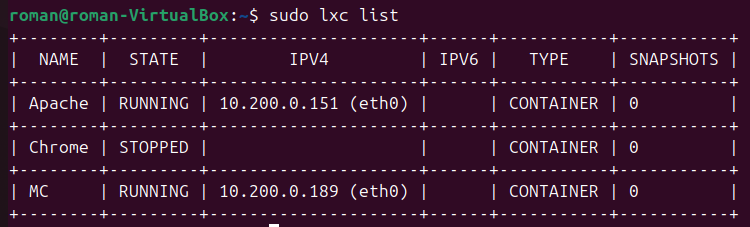 roman@roman-VirtualBox:~$ sudo lxc list
+--------+---------+---------------------+------+-----------+-----------+
|  NAME  |  STATE  |        IPV4         | IPV6 |   TYPE    | SNAPSHOTS |
+--------+---------+---------------------+------+-----------+-----------+
| Apache | RUNNING | 10.200.0.151 (eth0) |      | CONTAINER | 0         |
+--------+---------+---------------------+------+-----------+-----------+
| Chrome | STOPPED |                     |      | CONTAINER | 0         |
+--------+---------+---------------------+------+-----------+-----------+
| MC     | RUNNING | 10.200.0.189 (eth0) |      | CONTAINER | 0         |
+--------+---------+---------------------+------+-----------+-----------+